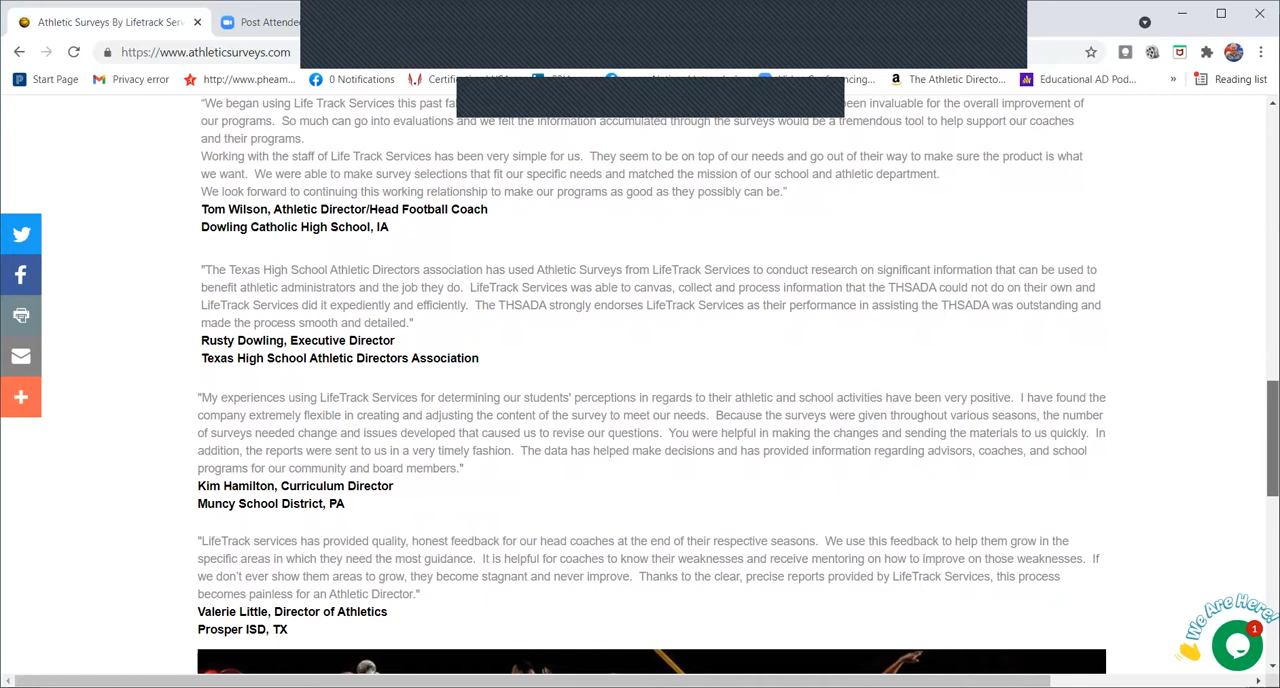 Athletic Surveys By Lifetrack Serv
Post Attende
https://www.athleticsurveys.com
Start Page
Privacy error
http://www.pheam...
0 Notifications
Video Conferencing...
The Athletic Directo...
Educational AD Pod...
»
Reading list
"We began using Life Track Services this past fa been invaluable for the overall improvement of
our programs. So much can go into evaluations and we felt the information accumulated through the surveys would be a tremendous tool to help support our coaches
and their programs.
Working with the staff of Life Track Services has been very simple for us. They seem to be on top of our needs and go out of their way to make sure the product is what
we want. We were able to make survey selections that fit our specific needs and matched the mission of our school and athletic department.
We look forward to continuing this working relationship to make our programs as good as they possibly can be."
Tom Wilson, Athletic Director/Head Football Coach
Dowling Catholic High School, IA
"The Texas High School Athletic Directors association has used Athletic Surveys from LifeTrack Services to conduct research on significant information that can be used to
benefit athletic administrators and the job they do. LifeTrack Services was able to canvas, collect and process information that the THSADA could not do on their own and
LifeTrack Services did it expediently and efficiently. The THSADA strongly endorses LifeTrack Services as their performance in assisting the THSADA was outstanding and
made the process smooth and detailed."
Rusty Dowling, Executive Director
Texas High School Athletic Directors Association
"My experiences using LifeTrack Services for determining our students' perceptions in regards to their athletic and school activities have been very positive. I have found the
company extremely flexible in creating and adjusting the content of the survey to meet our needs. Because the surveys were given throughout various seasons, the number
of surveys needed change and issues developed that caused us to revise our questions. You were helpful in making the changes and sending the materials to us quickly. In
addition, the reports were sent to us in a very timely fashion. The data has helped make decisions and has provided information regarding advisors, coaches, and school
programs for our community and board members."
Kim Hamilton, Curriculum Director
Muncy School District, PA
"LifeTrack services has provided quality, honest feedback for our head coaches at the end of their respective seasons. We use this feedback to help them grow in the
specific areas in which they need the most guidance. It is helpful for coaches to know their weaknesses and receive mentoring on how to improve on those weaknesses. If
we don't ever show them areas to grow, they become stagnant and never improve. Thanks to the clear, precise reports provided by LifeTrack Services, this process
becomes painless for an Athletic Director."
Valerie Little, Director of Athletics
Prosper ISD, TX
We Are Here!
1